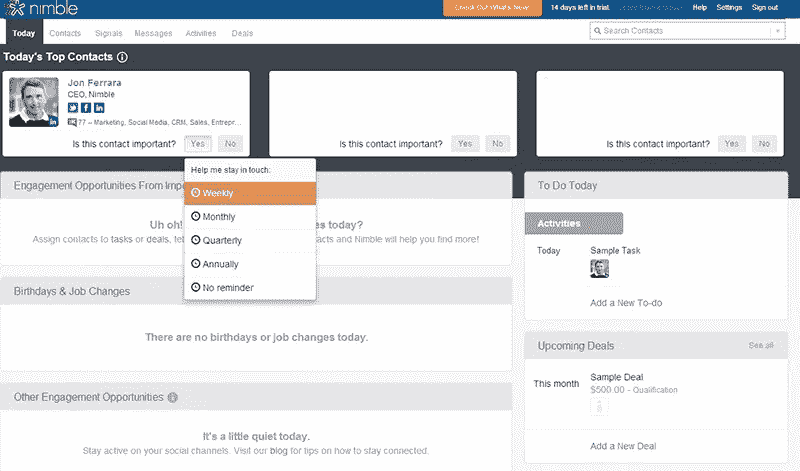 nimble
Check Out What's New!
14 days left in trial.
Help
Settings
Sign out
Today
Contacts
Signals
Messages
Activities
Deals
Search Contacts
Today's Top Contacts
Jon Ferrara
CEO, Nimble
77 – Marketing, Social Media, CRM, Sales, Entrepr...
Is this contact important? Yes No
Is this contact important? Yes No
Is this contact important? Yes No
Help me stay in touch:
Weekly
Monthly
Quarterly
Annually
No reminder
Engagement Opportunities From Imp
Uh oh! es today?
Assign contacts to tasks or deals, tacts and Nimble will help you find more!
Birthdays & Job Changes
There are no birthdays or job changes today.
Other Engagement Opportunities
It's a little quiet today.
Stay active on your social channels. Visit our blog for tips on how to stay connected.
To Do Today
Activities
Today
Sample Task
Add a New To-do
Upcoming Deals
See all
This month
Sample Deal
$500.00 - Qualification
Add a New Deal